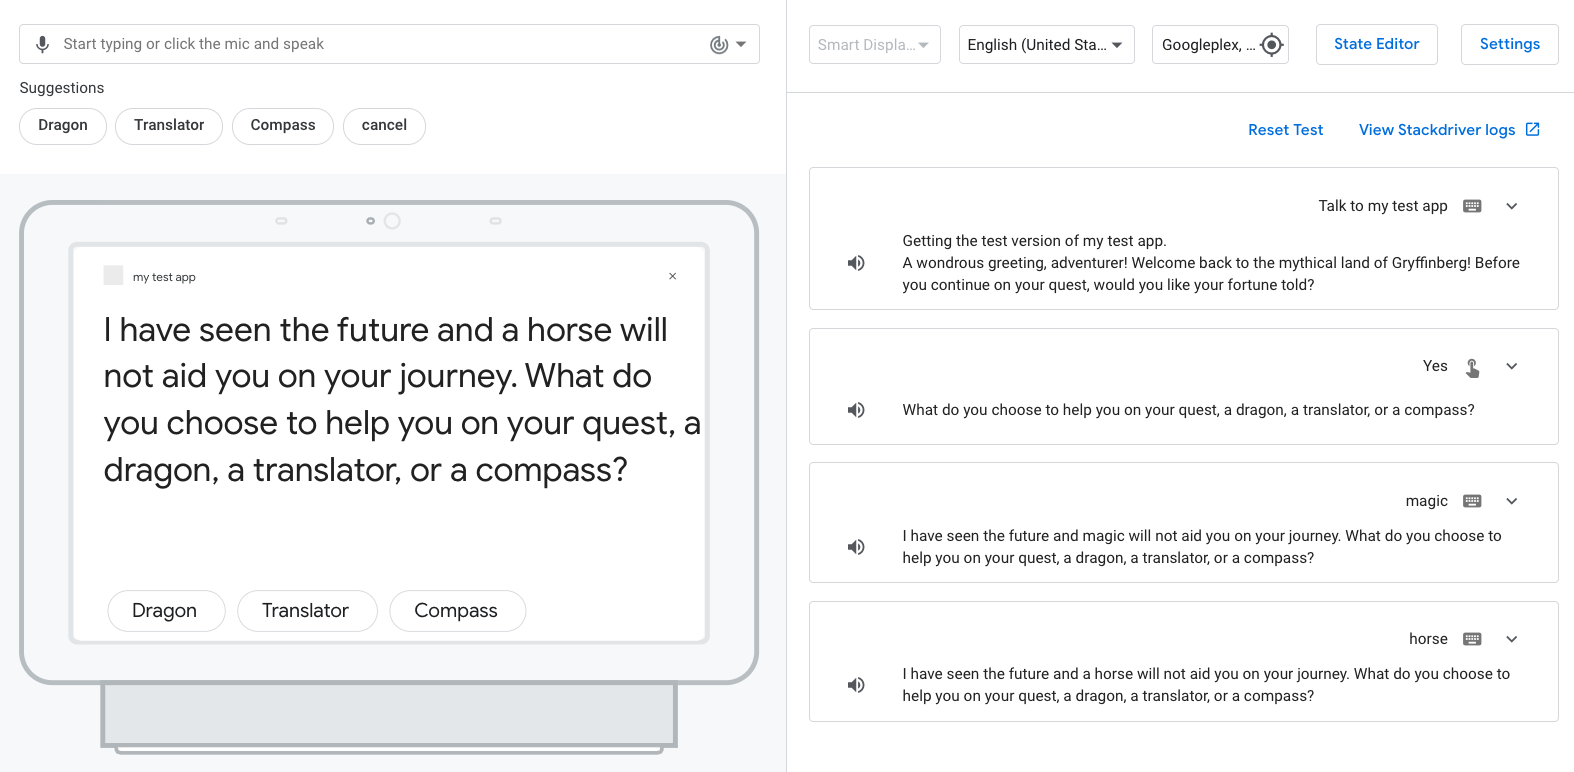 Start typing or click the mic and speak
Suggestions
Dragon
Translator
Compass
cancel
my test app
×
I have seen the future and a horse will
not aid you on your journey. What do
you choose to help you on your quest, a
dragon, a translator, or a compass?
Dragon
Translator
Compass
Smart Displa...
English (United Sta...
Googleplex, ...
State Editor
Settings
Reset Test
View Stackdriver logs
Talk to my test app
Getting the test version of my test app.
A wondrous greeting, adventurer! Welcome back to the mythical land of Gryffinberg! Before
you continue on your quest, would you like your fortune told?
Yes
What do you choose to help you on your quest, a dragon, a translator, or a compass?
magic
I have seen the future and magic will not aid you on your journey. What do you choose to
help you on your quest, a dragon, a translator, or a compass?
horse
I have seen the future and a horse will not aid you on your journey. What do you choose to
help you on your quest, a dragon, a translator, or a compass?